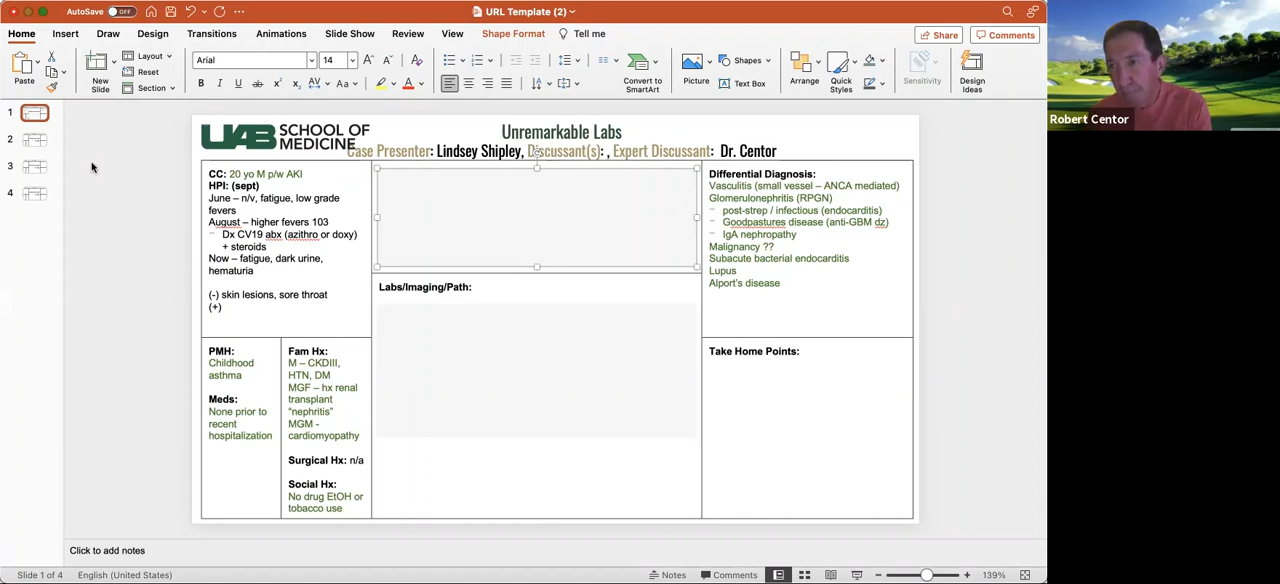 AutoSave OFF
URL Template (2)
Home Insert Draw Design Transitions Animations Slide Show Review View Shape Format Tell me
Share Comments
Paste
New Slide
Layout
Reset
Section
Arial 14
Convert to SmartArt
Picture
Shapes
Text Box
Arrange
Quick Styles
Sensitivity
Design Ideas
Robert Centor
1
2
3
4
UAB SCHOOL OF
MEDICINE
Unremarkable Labs
Case Presenter: Lindsey Shipley, Discussant(s): , Expert Discussant: Dr. Centor
CC: 20 yo M p/w AKI
HPI: (sept)
June – n/v, fatigue, low grade
fevers
August – higher fevers 103
– Dx CV19 abx (azithro or doxy)
+ steroids
Now – fatigue, dark urine,
hematuria
(-) skin lesions, sore throat
(+)
PMH:
Childhood
asthma
Meds:
None prior to
recent
hospitalization
Fam Hx:
M – CKDIII,
HTN, DM
MGF – hx renal
transplant
“nephritis”
MGM -
cardiomyopathy
Surgical Hx: n/a
Social Hx:
No drug EtOH or
tobacco use
Labs/Imaging/Path:
Differential Diagnosis:
Vasculitis (small vessel – ANCA mediated)
Glomerulonephritis (RPGN)
– post-strep / infectious (endocarditis)
– Goodpastures disease (anti-GBM dz)
– IgA nephropathy
Malignancy ??
Subacute bacterial endocarditis
Lupus
Alport’s disease
Take Home Points:
Click to add notes
Slide 1 of 4 English (United States) Notes Comments 139%